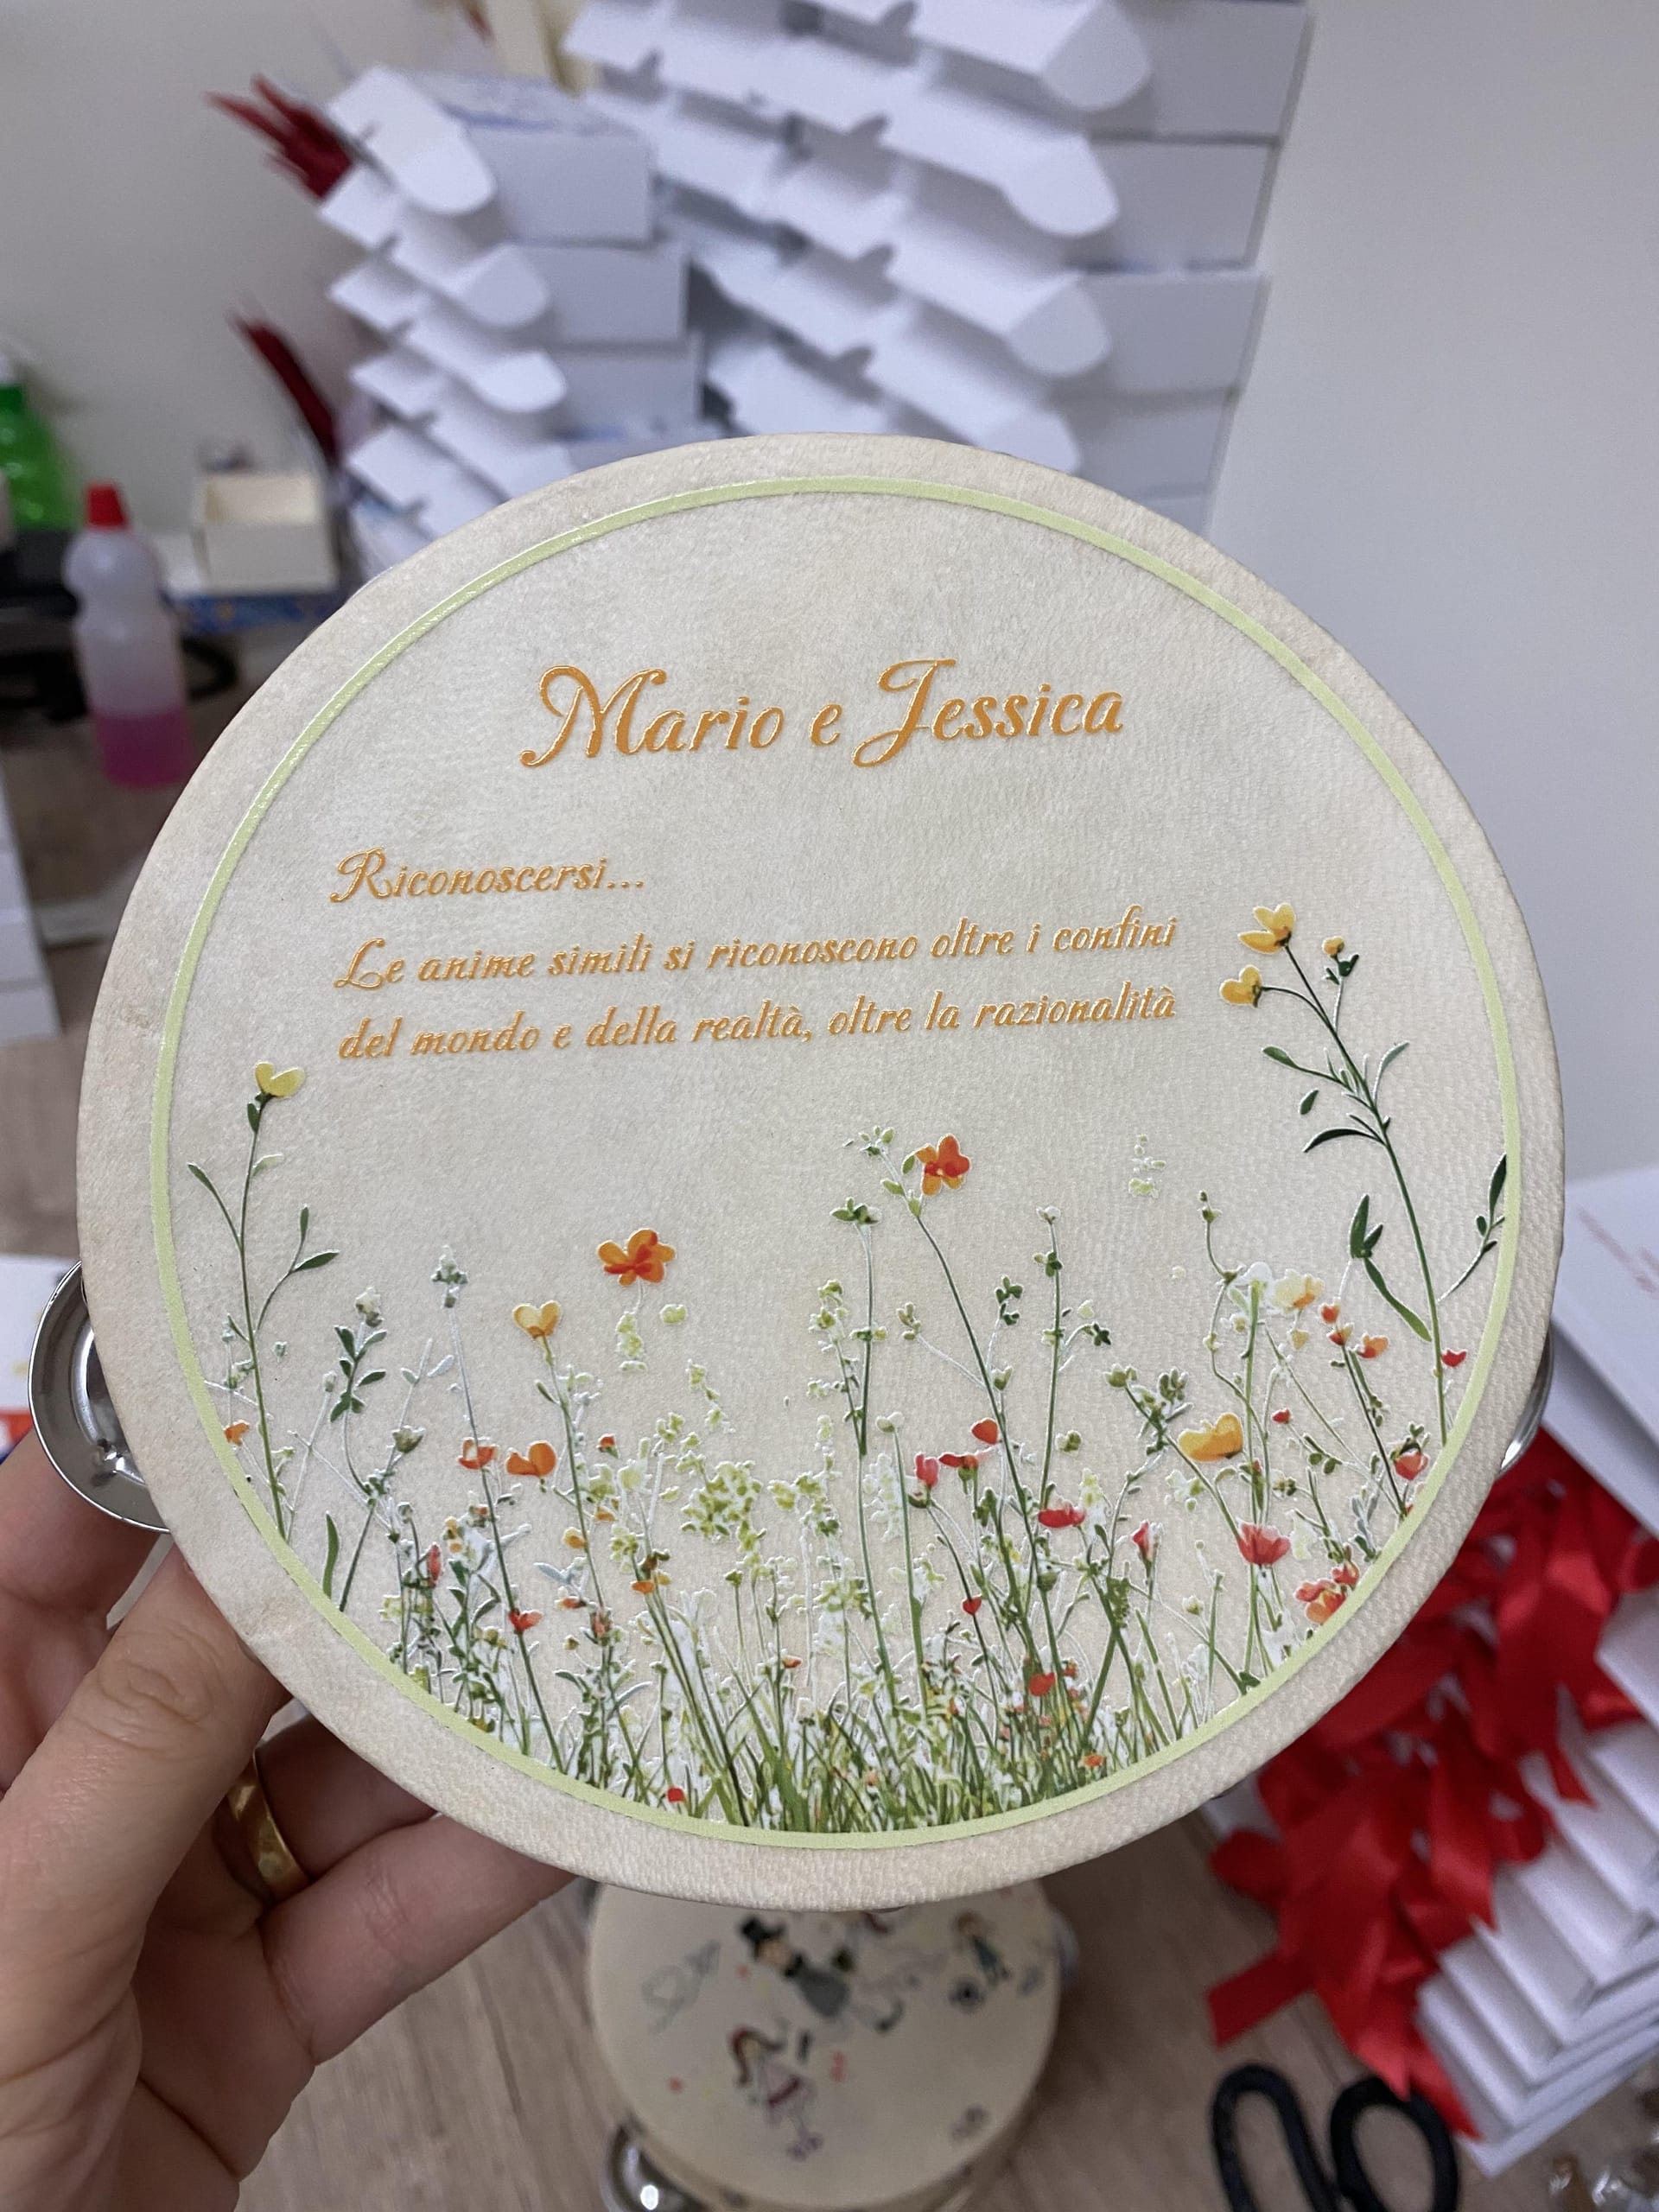 Mario e Jessica
Riconoscersi...
Le anime simili si riconoscono oltre i confini
del mondo e della realtà, oltre la razionalità